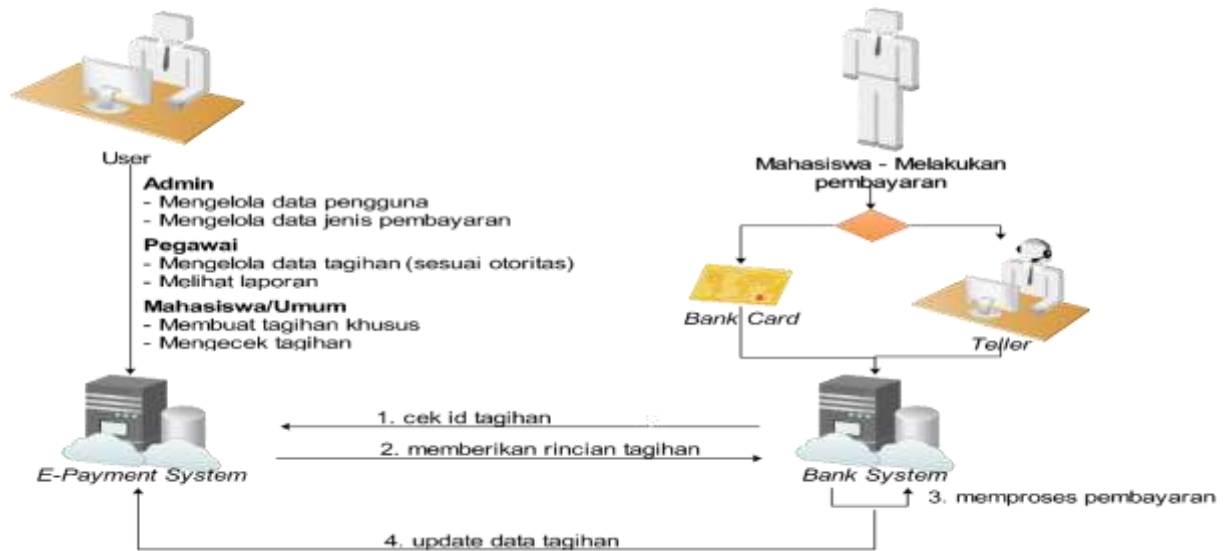 User
Admin
- Mengelola data pengguna
- Mengelola data jenis pembayaran
Pegawai
- Mengelola data tagihan (sesuai otoritas)
- Melihat laporan
Mahasiswa/Umum
- Membuat tagihan khusus
- Mengecek tagihan
Mahasiswa - Melakukan
pembayaran
Bank Card
Teller
1. cek id tagihan
2. memberikan rincian tagihan
E-Payment System
Bank System
3. memproses pembayaran
4. update data tagihan